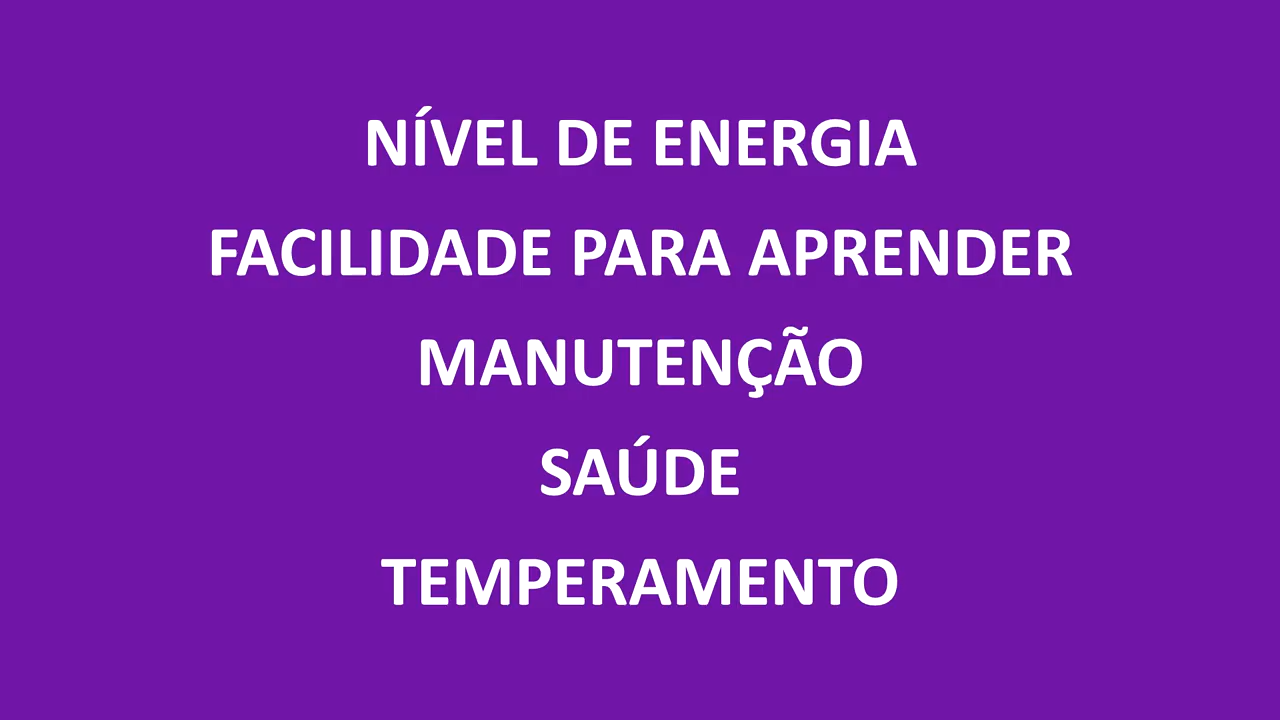 NÍVEL DE ENERGIA
FACILIDADE PARA APRENDER
MANUTENÇÃO
SAÚDE
TEMPERAMENTO